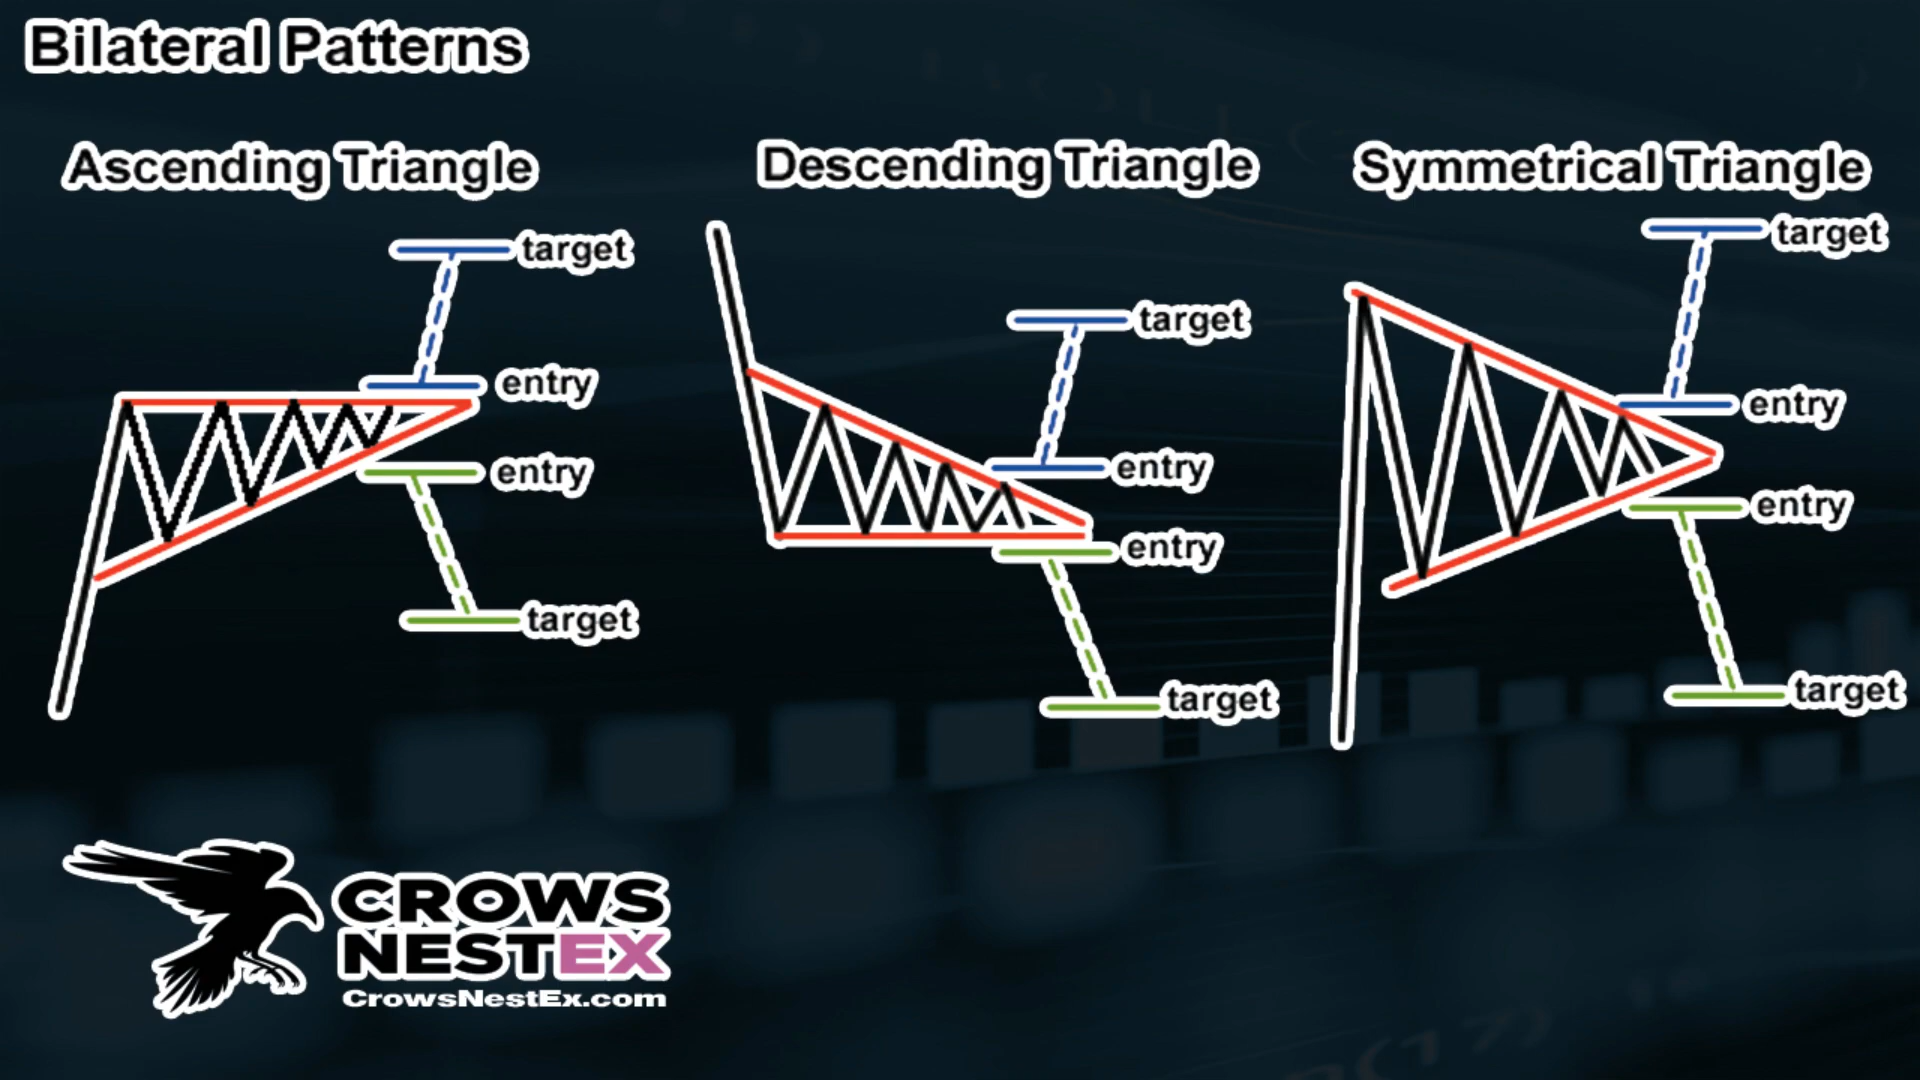 Bilateral Patterns
Ascending Triangle
target
entry
entry
target
Descending Triangle
target
entry
entry
target
Symmetrical Triangle
target
entry
entry
target
CROWS
NESTEX
CrowsNestEx.com